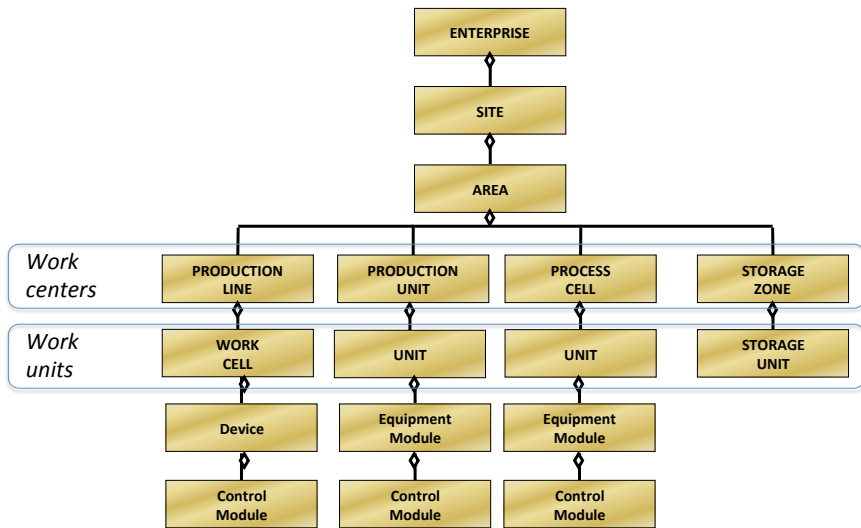 ENTERPRISE
SITE
AREA
Work
centers
PRODUCTION
LINE
PRODUCTION
UNIT
PROCESS
CELL
STORAGE
ZONE
Work
units
WORK
CELL
UNIT
UNIT
STORAGE
UNIT
Device
Equipment
Module
Equipment
Module
Control
Module
Control
Module
Control
Module